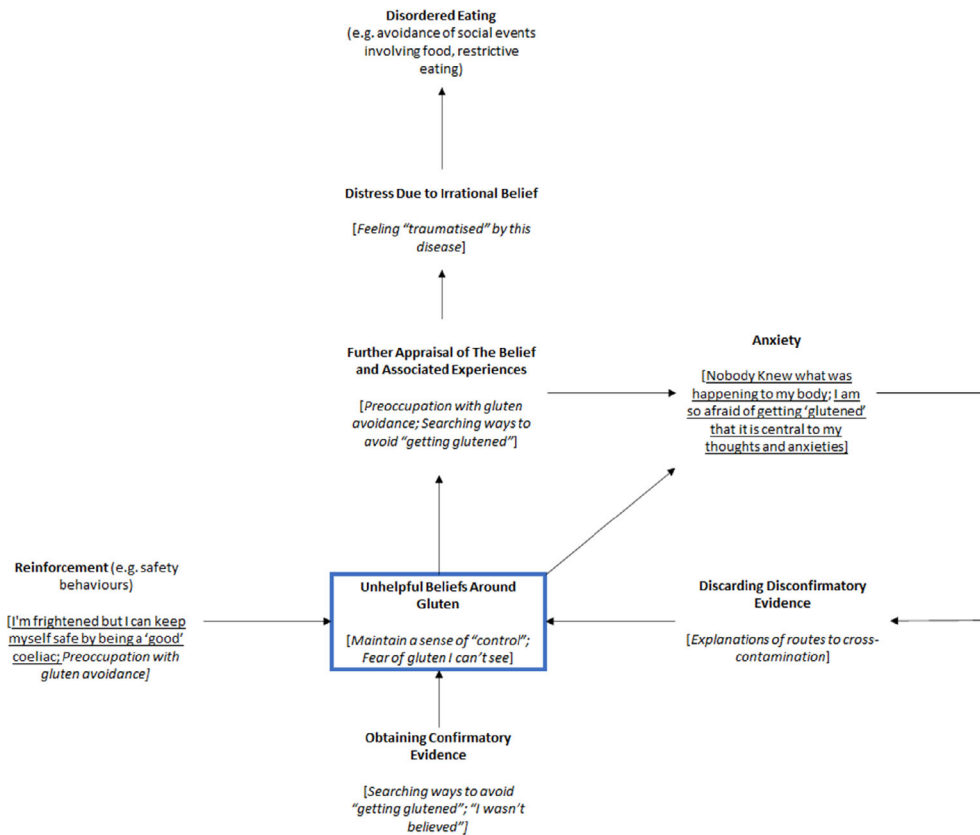 Disordered Eating
(e.g. avoidance of social events
involving food, restrictive
eating)
Distress Due to Irrational Belief
[Feeling “traumatised” by this
disease]
Further Appraisal of The Belief
and Associated Experiences
[Preoccupation with gluten
avoidance; Searching ways to
avoid “getting glutened”]
Anxiety
[Nobody Knew what was
happening to my body; I am
so afraid of getting ‘glutened’
that it is central to my
thoughts and anxieties]
Reinforcement (e.g. safety
behaviours)
[I'm frightened but I can keep
myself safe by being a ‘good’
coeliac; Preoccupation with
gluten avoidance]
Unhelpful Beliefs Around
Gluten
[Maintain a sense of “control”;
Fear of gluten I can’t see]
Discarding Disconfirmatory
Evidence
[Explanations of routes to cross-
contamination]
Obtaining Confirmatory
Evidence
[Searching ways to avoid
“getting glutened”; “I wasn’t
believed”]